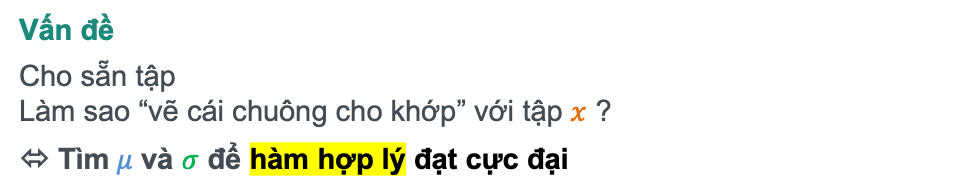 Vấn đề
Cho sẵn tập
Làm sao “vẽ cái chuông cho khớp” với tập 𝑥 ?
⬄ Tìm 𝜇 và 𝜎 để hàm hợp lý đạt cực đại